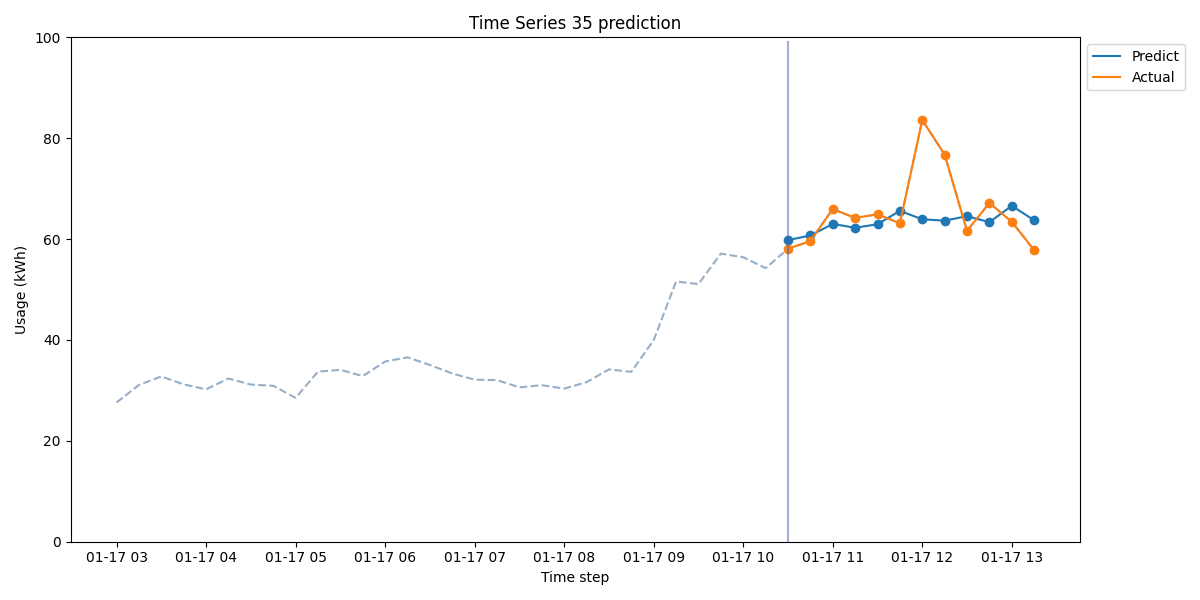 Time Series 35 prediction
Predict
Actual
Usage (kWh)
100
80
60
40
20
0
01-17 03 01-17 04 01-17 05 01-17 06 01-17 07 01-17 08 01-17 09 01-17 10 01-17 11 01-17 12 01-17 13
Time step